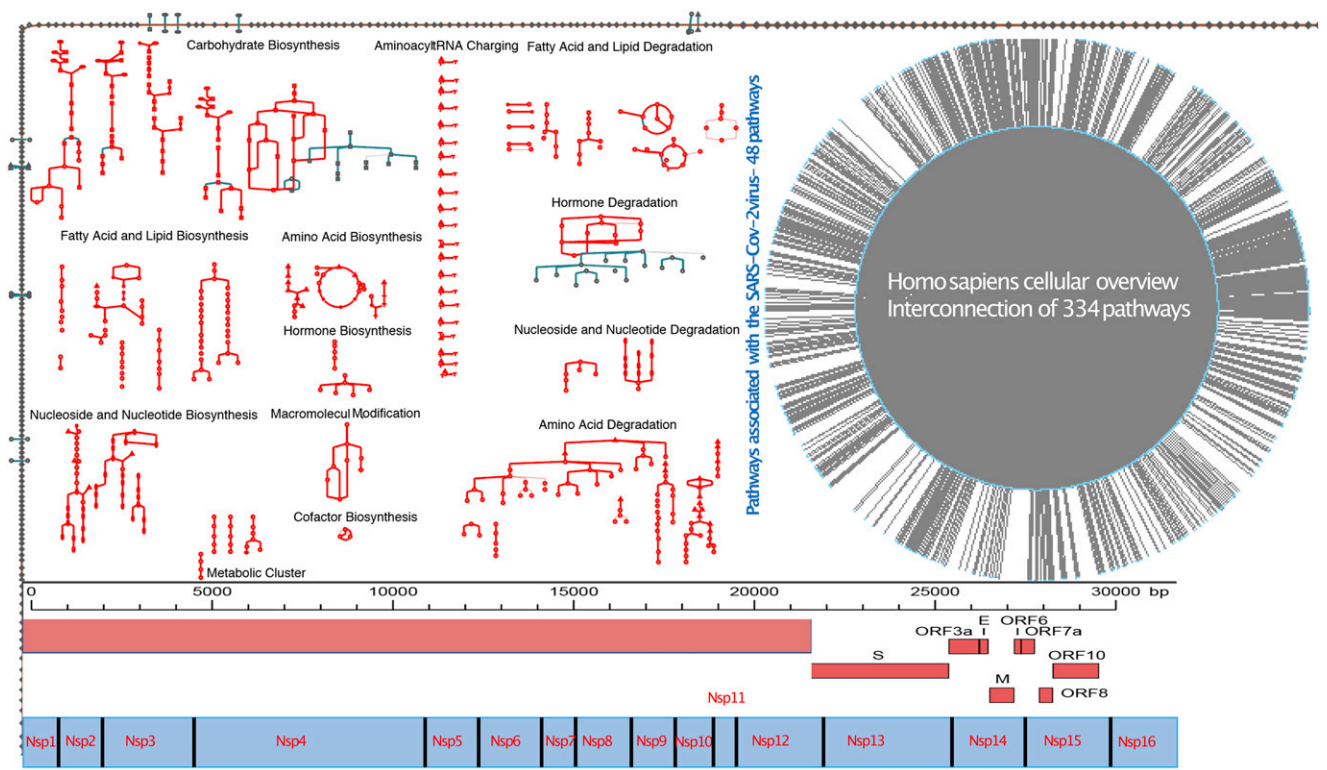 Carbohydrate Biosynthesis
AminoacyltRNA Charging
Fatty Acid and Lipid Degradation
Hormone Degradation
Fatty Acid and Lipid Biosynthesis
Amino Acid Biosynthesis
Hormone Biosynthesis
Nucleoside and Nucleotide Degradation
Nucleoside and Nucleotide Biosynthesis
Macromolecul Modification
Amino Acid Degradation
Cofactor Biosynthesis
Metabolic Cluster
Pathways associated with the SARS-Cov-2virus- 48 pathways
Homo sapiens cellular overview
Interconnection of 334 pathways
0 5000 10000 15000 20000 25000 30000 bp
E ORF6
ORF3a ORF7a
S ORF10
M ORF8
Nsp11
Nsp1 Nsp2 Nsp3 Nsp4 Nsp5 Nsp6 Nsp7 Nsp8 Nsp9 Nsp10 Nsp12 Nsp13 Nsp14 Nsp15 Nsp16